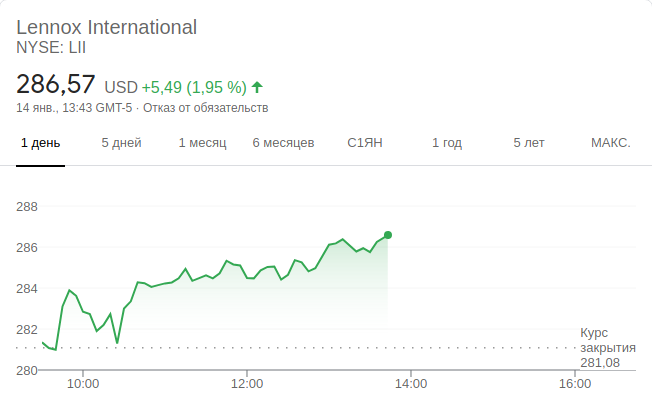 Lennox International
NYSE: LII
286,57 USD +5,49 (1,95 %)
14 янв., 13:43 GMT-5 · Отказ от обязательств
1 день 5 дней 1 месяц 6 месяцев С1ЯН 1 год 5 лет МАКС.
288
286
284
282
280
Курс
закрытия
281,08
10:00 12:00 14:00 16:00